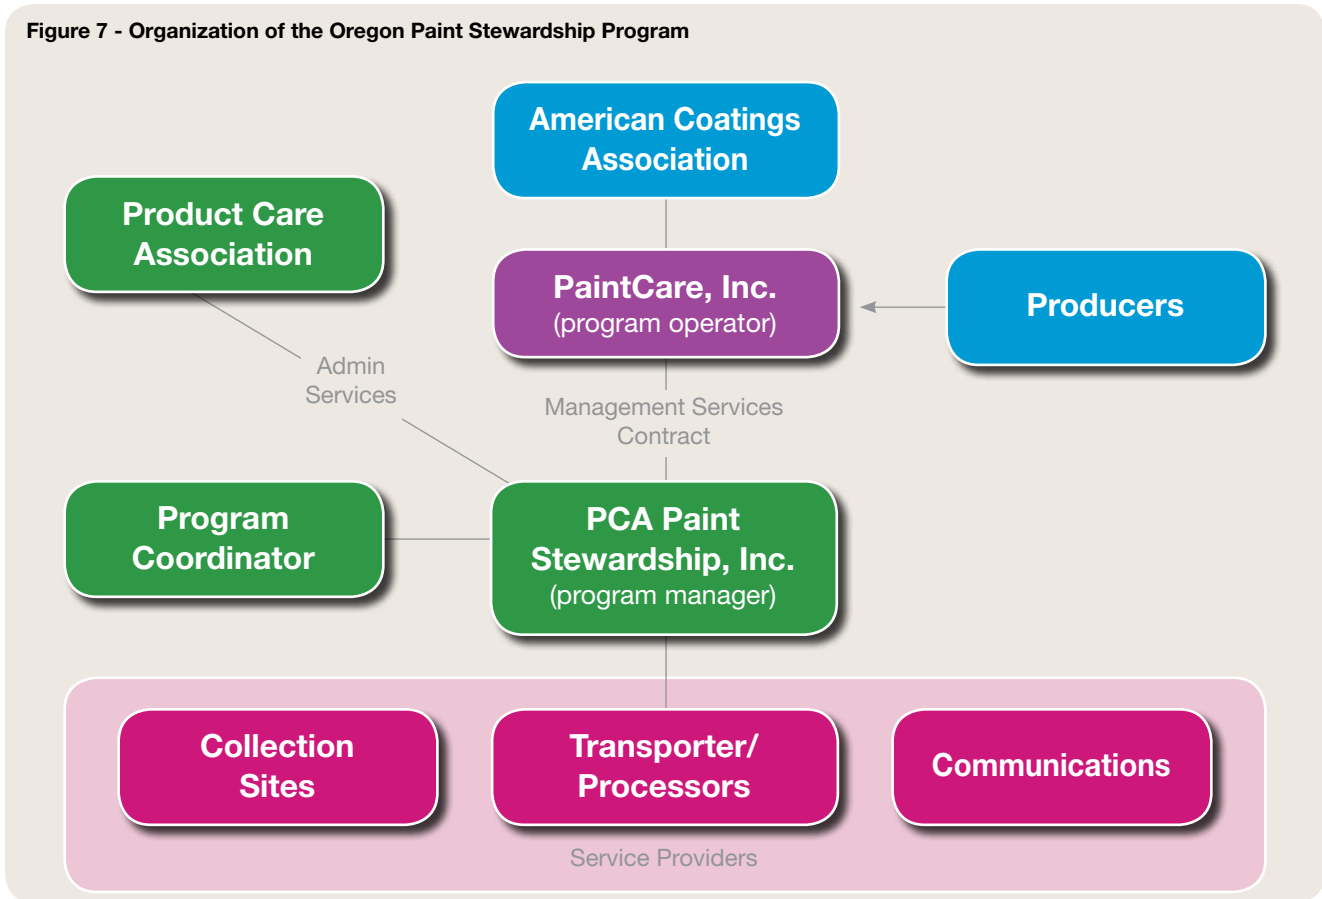 Figure 7 - Organization of the Oregon Paint Stewardship Program
American Coatings
Association
Product Care
Association
PaintCare, Inc.
(program operator)
Producers
Admin
Services
Management Services
Contract
Program
Coordinator
PCA Paint
Stewardship, Inc.
(program manager)
Collection
Sites
Transporter/
Processors
Communications
Service Providers